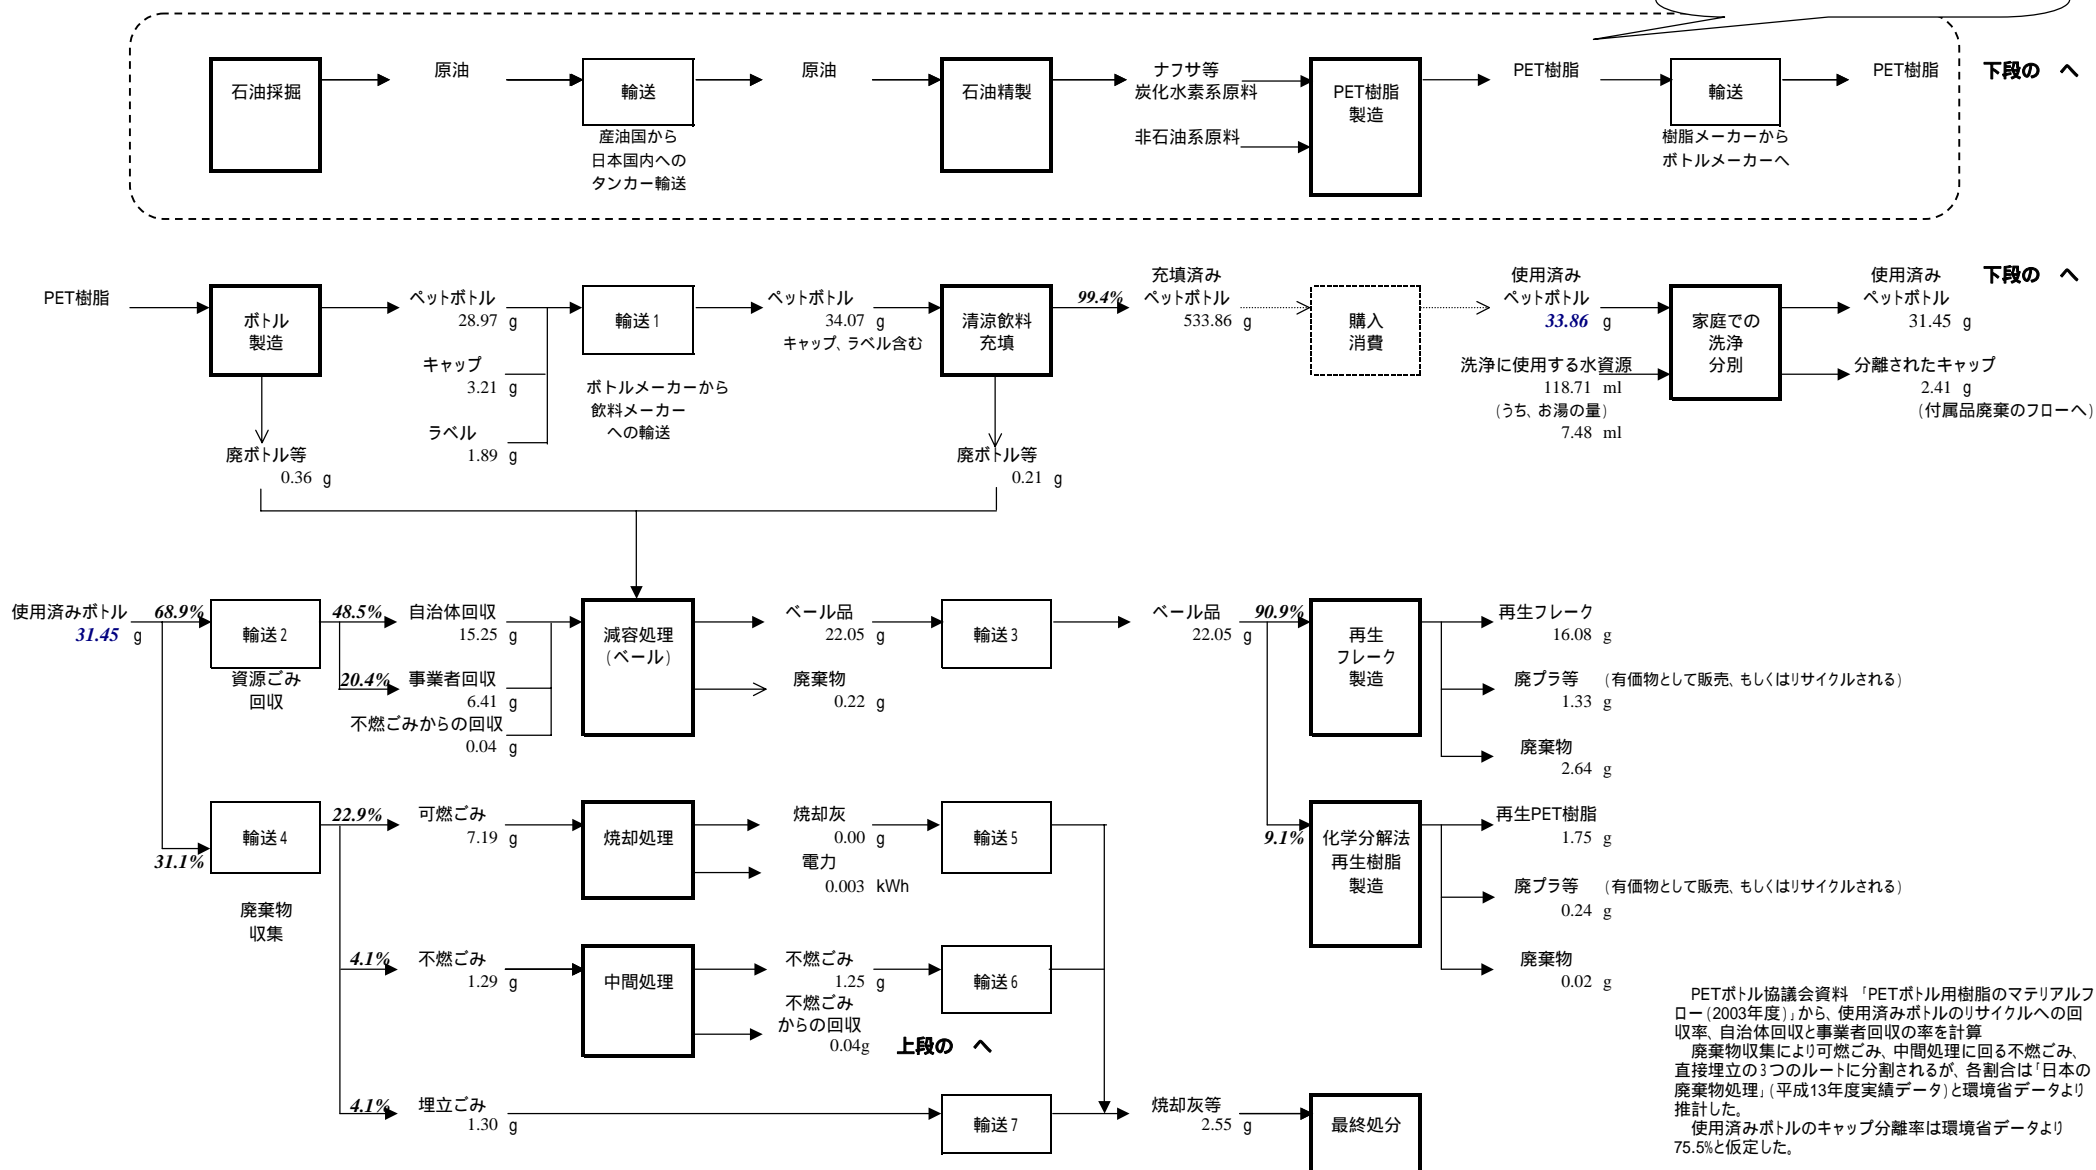 石油採掘
原油
輸送
産油国から
日本国内への
タンカー輸送
原油
石油精製
ナフサ等
炭化水素系原料
非石油系原料
PET樹脂
製造
PET樹脂
輸送
樹脂メーカーから
ボトルメーカーへ
PET樹脂
下段の へ
PET樹脂
ボトル
製造
廃ボトル等
0.36 g
ペットボトル
28.97 g
キャップ
3.21 g
ラベル
1.89 g
輸送1
ボトルメーカーから
飲料メーカー
への輸送
ペットボトル
34.07 g
キャップ、ラベル含む
清涼飲料
充填
廃ボトル等
0.21 g
99.4%
充填済み
ペットボトル
533.86 g
購入
消費
使用済み
ペットボトル
33.86 g
洗浄に使用する水資源
118.71 ml
(うち、お湯の量)
7.48 ml
家庭での
洗浄
分別
使用済み
ペットボトル
31.45 g
分離されたキャップ
2.41 g
(付属品廃棄のフローへ)
下段の へ
使用済みボトル
31.45 g
68.9%
31.1%
輸送2
資源ごみ
回収
48.5%
自治体回収
15.25 g
20.4%
事業者回収
6.41 g
不燃ごみからの回収
0.04 g
減容処理
(ベール)
ベール品
22.05 g
廃棄物
0.22 g
輸送3
ベール品
22.05 g
90.9%
9.1%
再生
フレーク
製造
再生フレーク
16.08 g
廃プラ等 (有価物として販売、もしくはリサイクルされる)
1.33 g
廃棄物
2.64 g
輸送4
廃棄物
収集
22.9%
可燃ごみ
7.19 g
焼却処理
焼却灰
0.00 g
電力
0.003 kWh
輸送5
化学分解法
再生樹脂
製造
再生PET樹脂
1.75 g
廃プラ等 (有価物として販売、もしくはリサイクルされる)
0.24 g
廃棄物
0.02 g
4.1%
不燃ごみ
1.29 g
中間処理
不燃ごみ
1.25 g
不燃ごみ
からの回収
0.04g
上段の へ
輸送6
4.1%
埋立ごみ
1.30 g
輸送7
焼却灰等
2.55 g
最終処分
PETボトル協議会資料 「PETボトル用樹脂のマテリアルフ
ロー(2003年度)」から、使用済みボトルのリサイクルへの回
収率、自治体回収と事業者回収の率を計算
廃棄物収集により可燃ごみ、中間処理に回る不燃ごみ、
直接埋立の3つのルートに分割されるが、各割合は「日本の
廃棄物処理」(平成13年度実績データ)と環境省データより
推計した。
使用済みボトルのキャップ分離率は環境省データより
75.5%と仮定した。